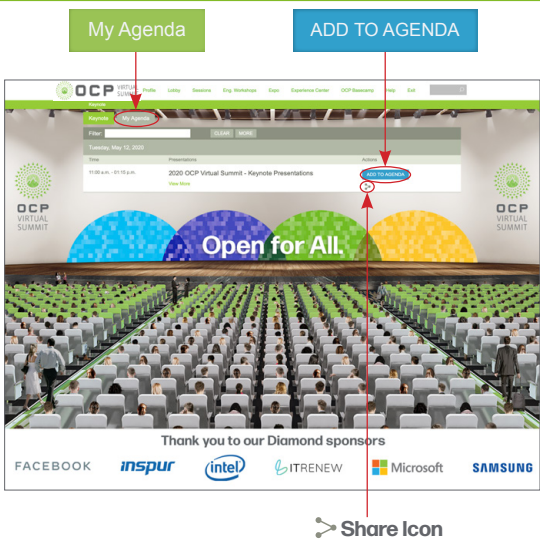 My Agenda
ADD TO AGENDA
OCP VIRTUAL SUMMIT
Profile Lobby Sessions Eng. Workshops Expo Experience Center OCP Basecamp Help Exit
Keynote
Keynote My Agenda
Filter: CLEAR MORE
Tuesday, May 12, 2020
Time Presentations Actions
11:00 a.m. - 01:10 p.m. 2020 OCP Virtual Summit - Keynote Presentations ADD TO AGENDA
View More
OCP
VIRTUAL
SUMMIT
OCP
VIRTUAL
SUMMIT
Open for All.
Thank you to our Diamond sponsors
FACEBOOK inspur intel ITRENEW Microsoft SAMSUNG
Share Icon